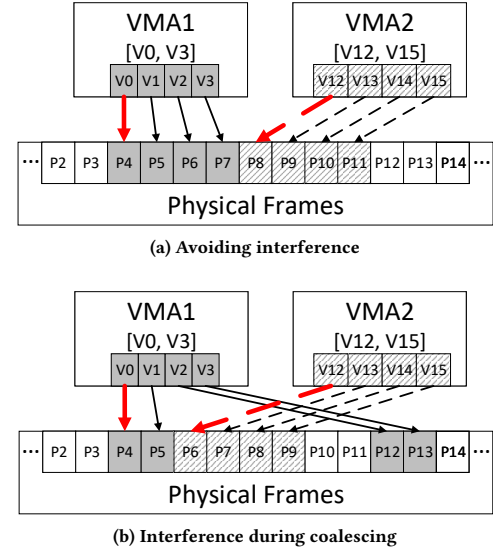 VMA1 VMA2
[V0, V3] [V12, V15]
V0 V1 V2 V3 V12 V13 V14 V15
... P2 P3 P4 P5 P6 P7 P8 P9 P10 P11 P12 P13 P14 ...
Physical Frames
(a) Avoiding interference
VMA1 VMA2
[V0, V3] [V12, V15]
V0 V1 V2 V3 V12 V13 V14 V15
... P2 P3 P4 P5 P6 P7 P8 P9 P10 P11 P12 P13 P14 ...
Physical Frames
(b) Interference during coalescing